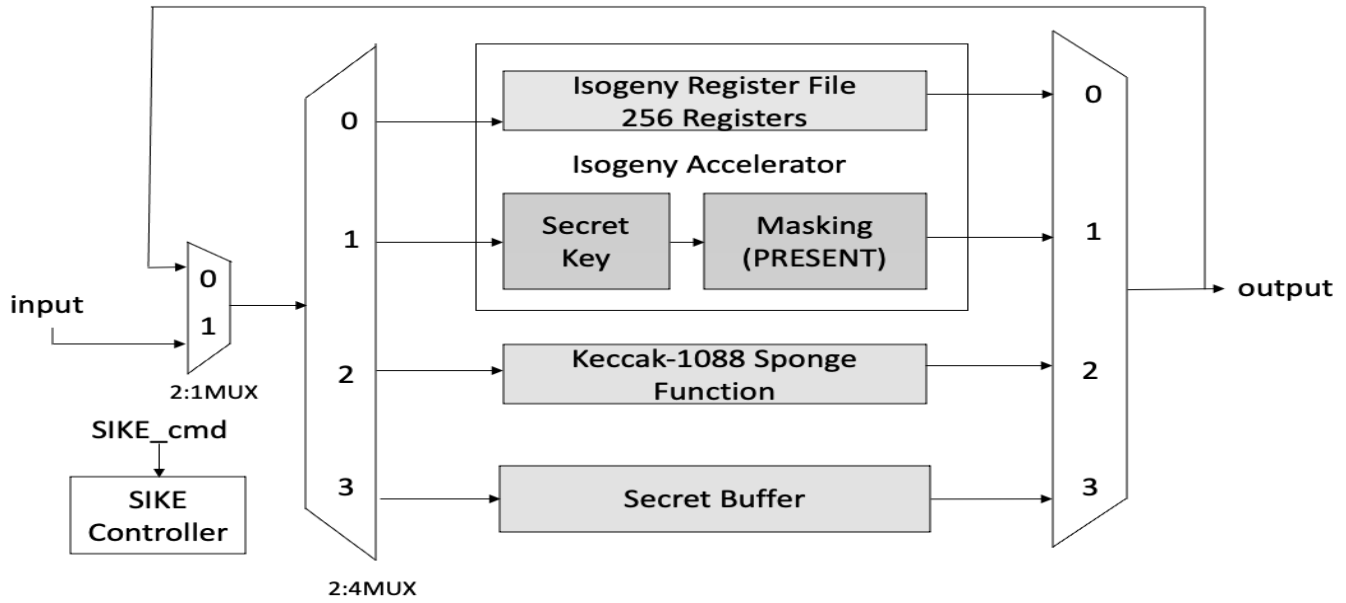 Isogeny Register File
256 Registers
0
0
Isogeny Accelerator
Secret
Key
Masking
(PRESENT)
1
1
0
1
input
output
2:1MUX
Keccak-1088 Sponge
Function
2
2
SIKE_cmd
SIKE
Controller
3
Secret Buffer
3
2:4MUX